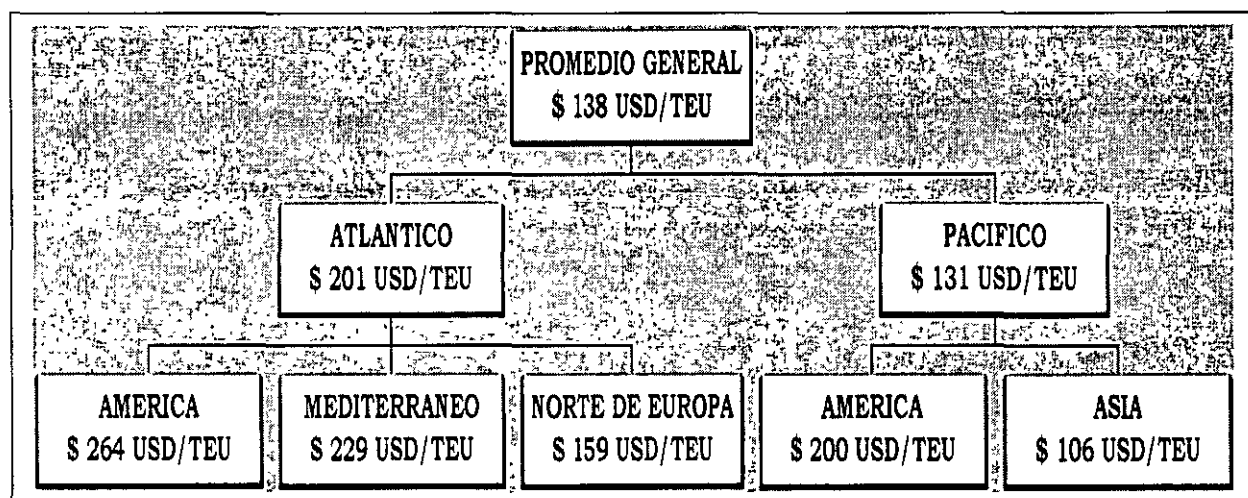 PROMEDIO GENERAL
$ 138 USD/TEU
ATLANTICO
$ 201 USD/TEU
PACIFICO
$ 131 USD/TEU
AMERICA
$ 264 USD/TEU
MEDITERRANEO
$ 229 USD/TEU
NORTE DE EUROPA
$ 159 USD/TEU
AMERICA
$ 200 USD/TEU
ASIA
$ 106 USD/TEU